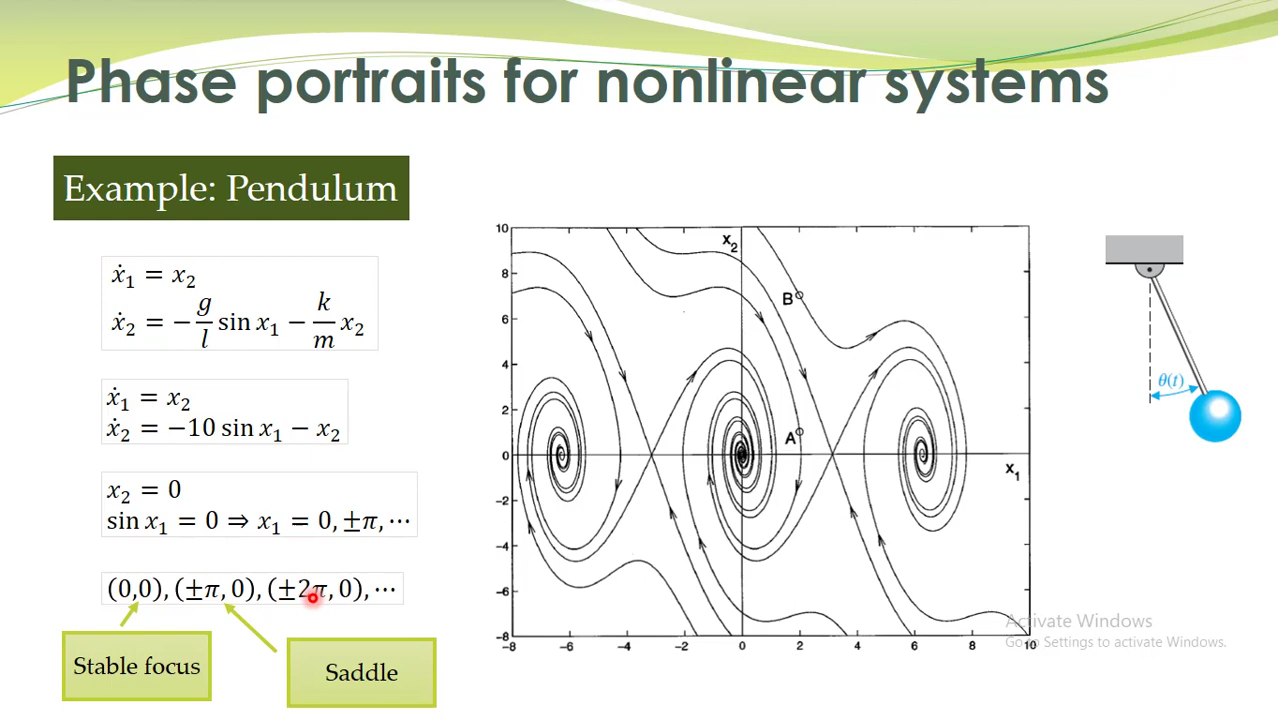 Phase portraits for nonlinear systems
Example: Pendulum
ẋ₁ = x₂
ẋ₂ = −g/l sin x₁ − k/m x₂
ẋ₁ = x₂
ẋ₂ = −10 sin x₁ − x₂
x₂ = 0
sin x₁ = 0 ⇒ x₁ = 0, ±π, ⋯
(0,0), (±π, 0), (±2π, 0), ⋯
Stable focus
Saddle
10
8
6
4
2
0
-2
-4
-6
-8
x₂
B
A
x₁
-8 -6 -4 -2 0 2 4 6 8 10
θ(t)
Activate Windows
Go to Settings to activate Windows.